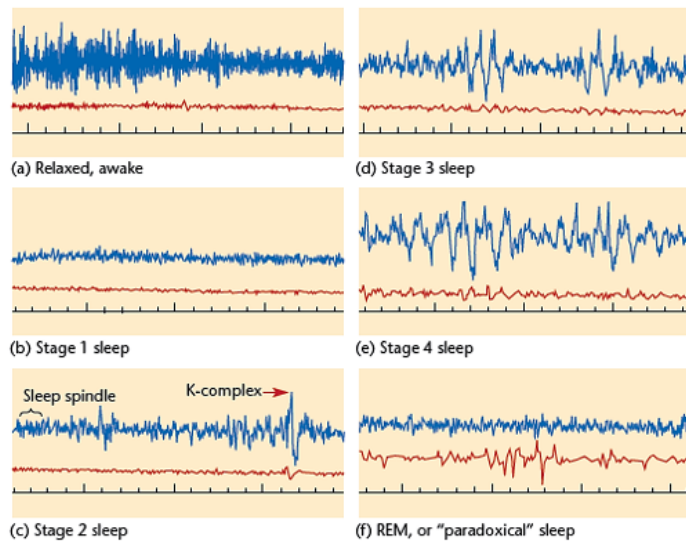 (a) Relaxed, awake
(b) Stage 1 sleep
Sleep spindle
K-complex
(c) Stage 2 sleep
(d) Stage 3 sleep
(e) Stage 4 sleep
(f) REM, or “paradoxical” sleep